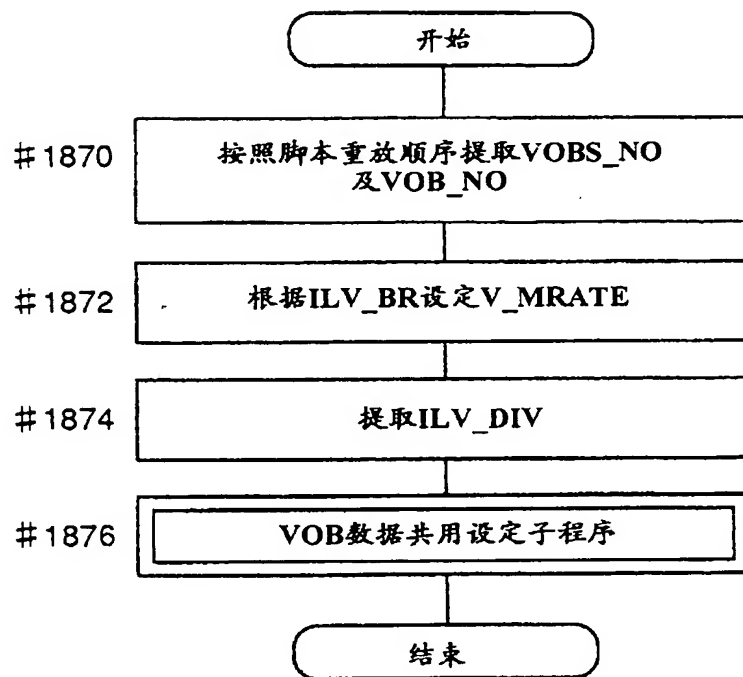 开始
#1870
按照脚本重放顺序提取VOBS_NO
及VOB_NO
#1872
根据ILV_BR设定V_MRATE
#1874
提取ILV_DIV
#1876
VOB数据共用设定子程序
结束